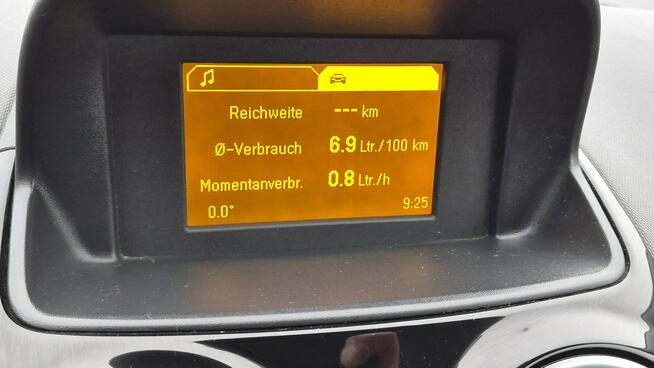 Reichweite --- km
Ø-Verbrauch 6.9 Ltr./100 km
Momentanverbr. 0.8 Ltr./h
0.0° 9:25